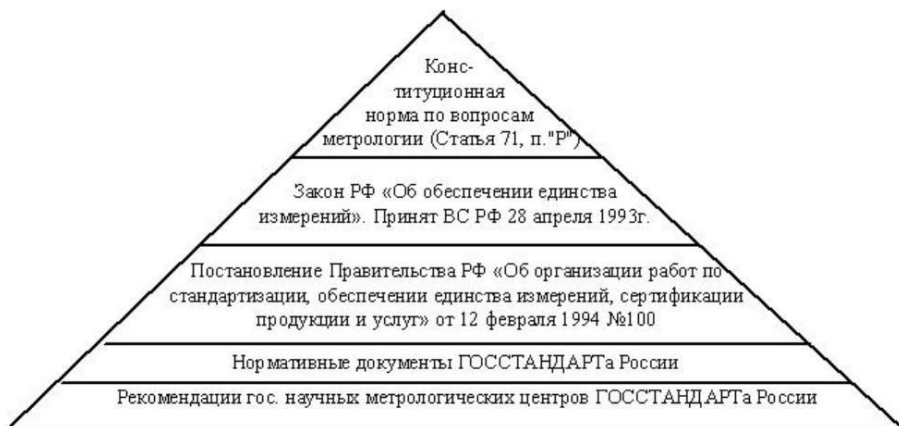 Конс-
титуционная
норма по вопросам
метрологии (Статья 71, п."Р")
Закон РФ «Об обеспечении единства
измерений». Принят ВС РФ 28 апреля 1993г.
Постановление Правительства РФ «Об организации работ по
стандартизации, обеспечении единства измерений, сертификации
продукции и услуг» от 12 февраля 1994 №100
Нормативные документы ГОССТАНДАРТа России
Рекомендации гос. научных метрологических центров ГОССТАНДАРТа России